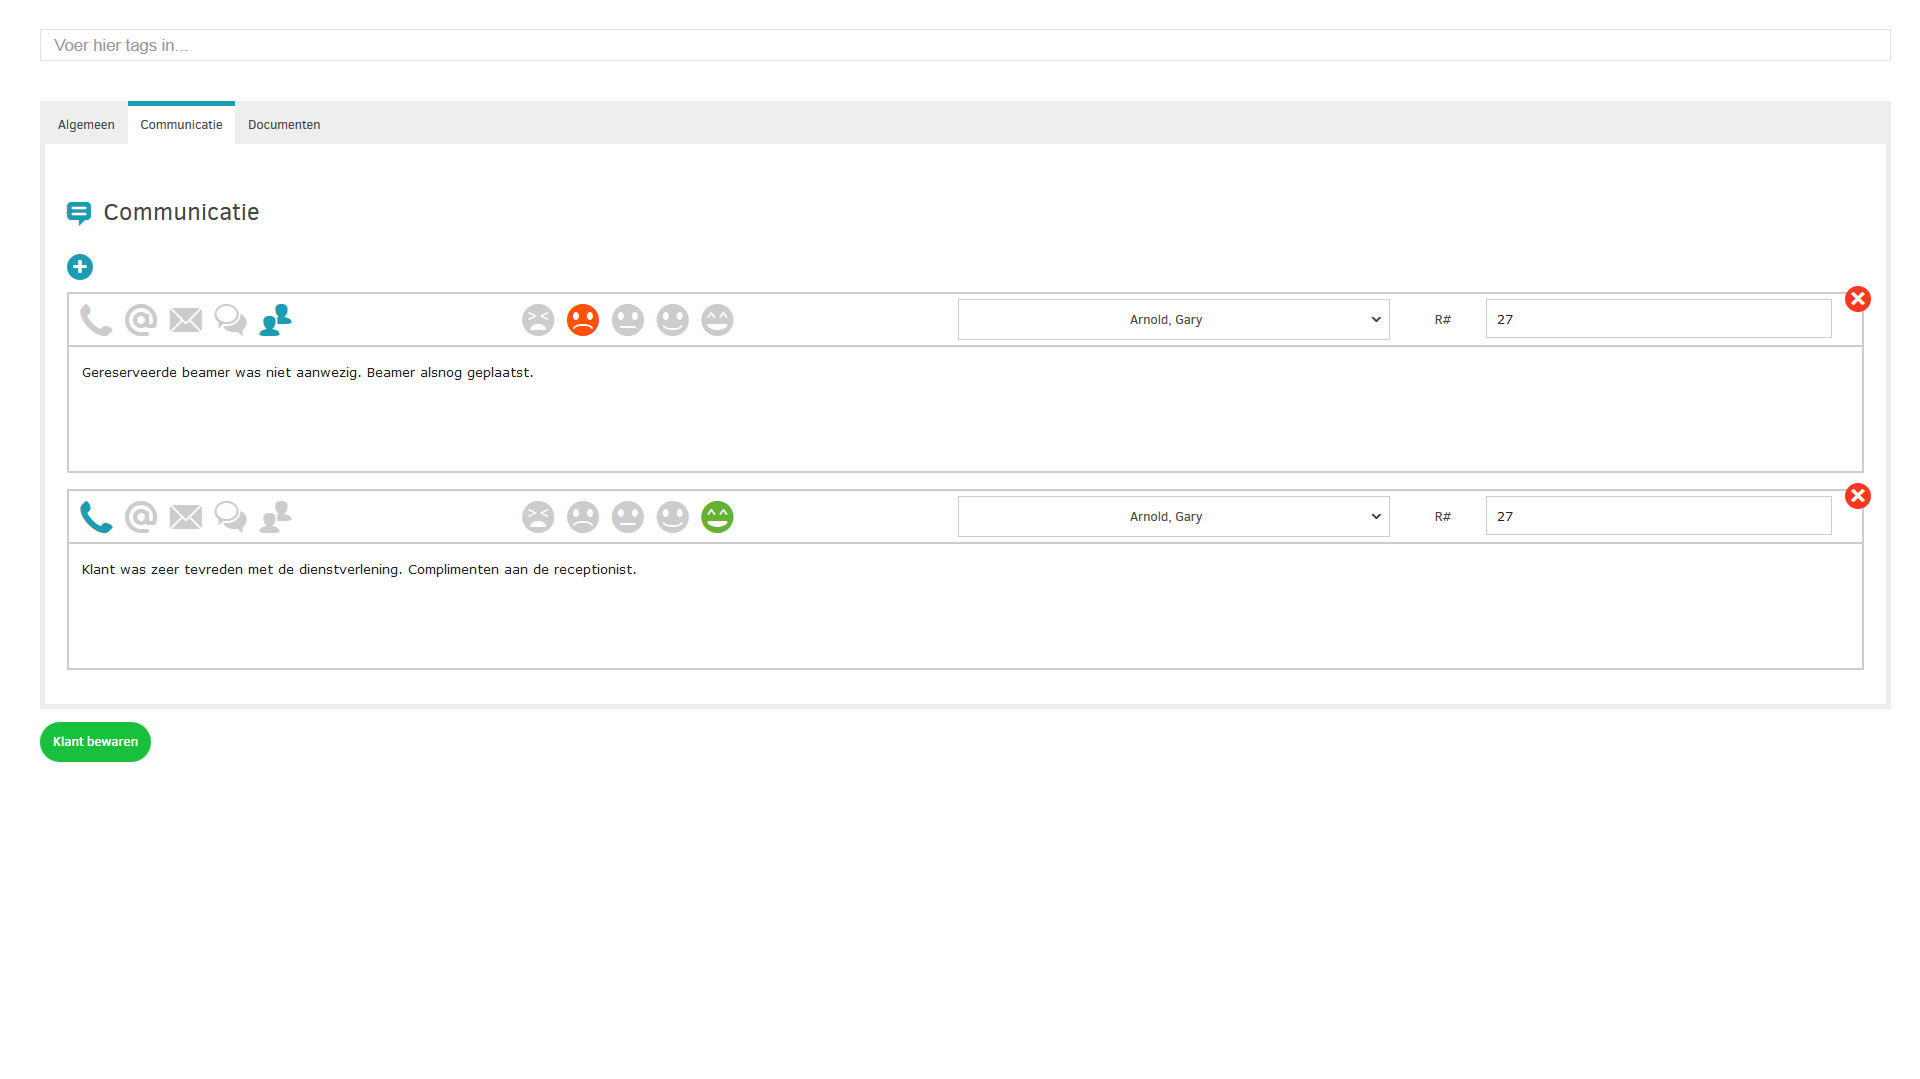 Voer hier tags in...
Algemeen Communicatie Documenten
Communicatie
Arnold, Gary R# 27
Gereserveerde beamer was niet aanwezig. Beamer alsnog geplaatst.
Arnold, Gary R# 27
Klant was zeer tevreden met de dienstverlening. Complimenten aan de receptionist.
Klant bewaren